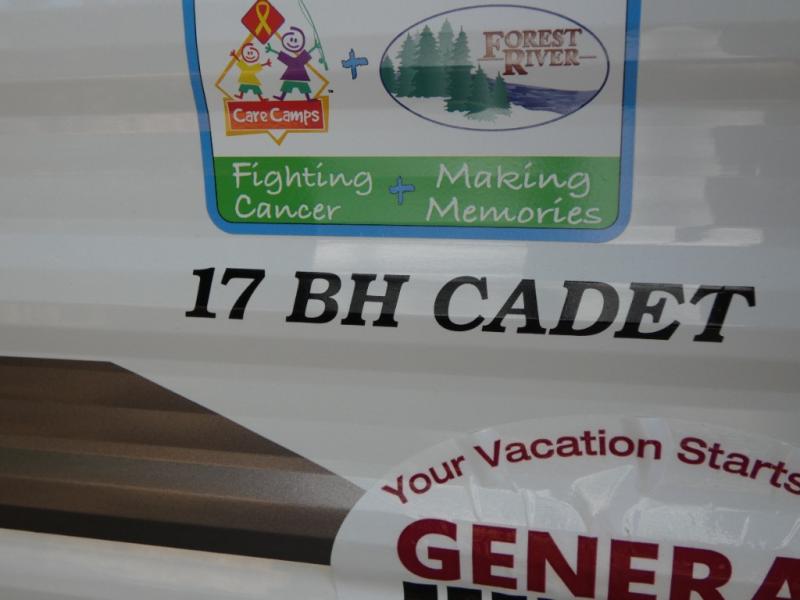 Care Camps
+
FOREST
RIVER
Fighting
Cancer
+
Making
Memories
17 BH CADET
Your Vacation Starts
GENERA